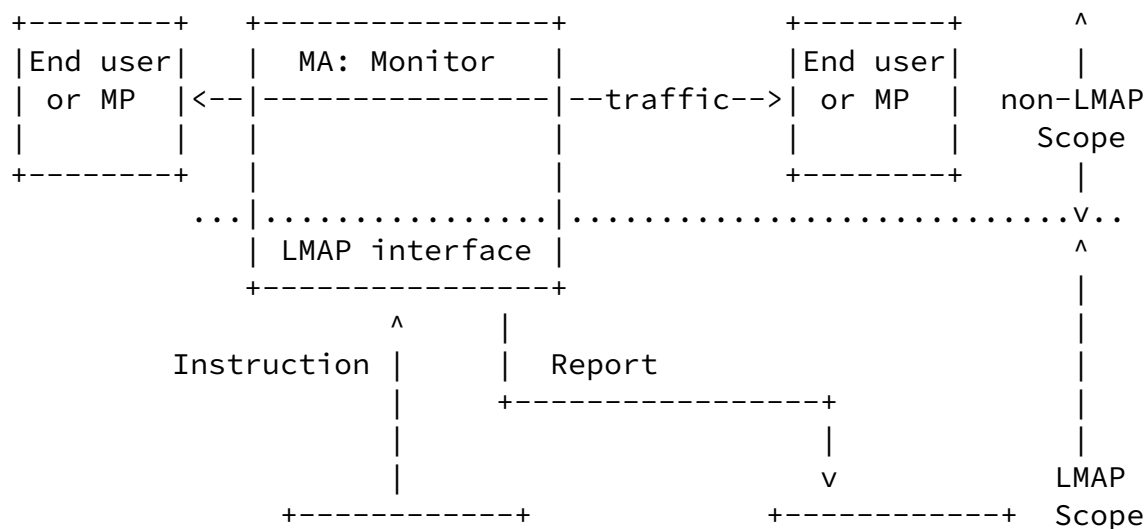 +--------+   +----------------+             +--------+      ^
|End user|   |  MA: Monitor   |             |End user|      |
| or MP  |<--|----------------|--traffic-->| or MP  |  non-LMAP
|        |   |                |             |        |    Scope
+--------+   |                |             +--------+      |
          ...|................|.............................v..
             | LMAP interface |                             ^
             +----------------+                             |
                     ^     |                                |
         Instruction |     |  Report                        |
                     |     +-----------------+              |
                     |                       |              |
                     |                       v             LMAP
               +------------+             +------------+  Scope